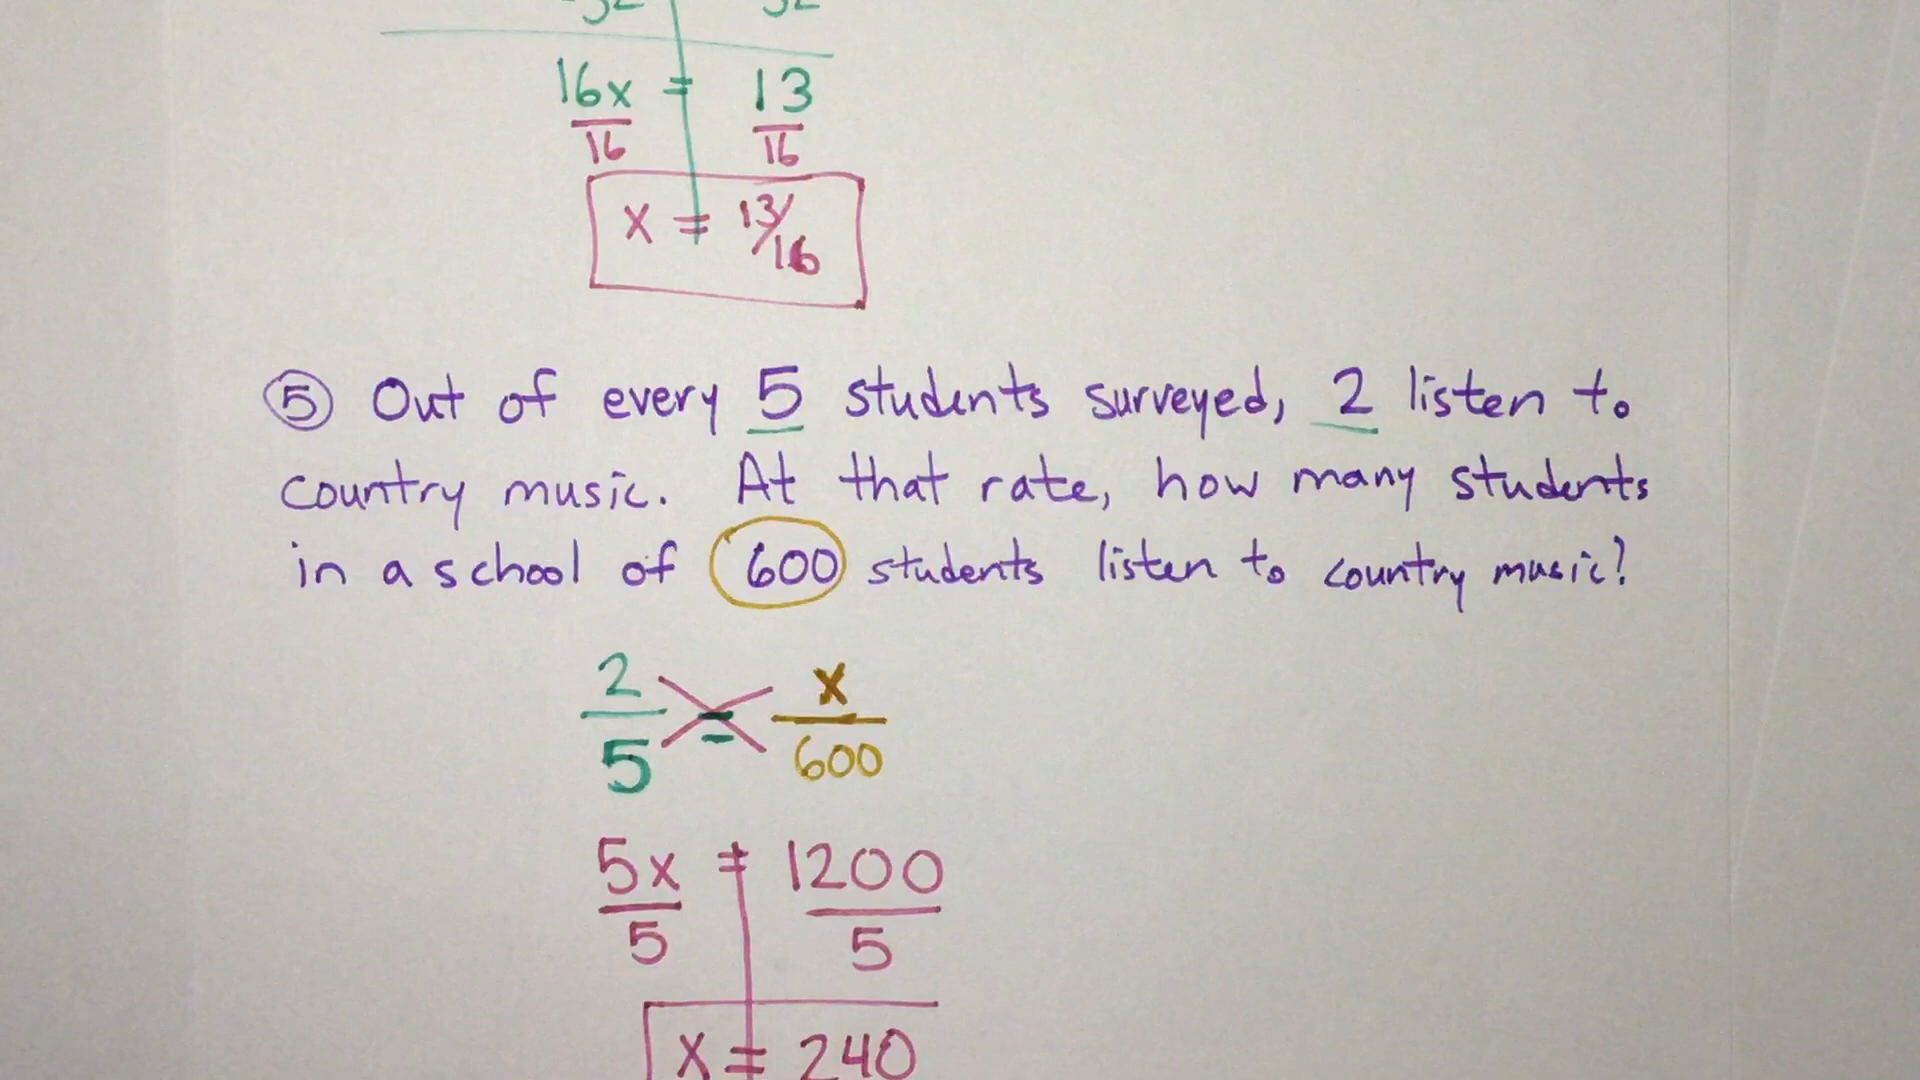 16x = 13
16 16
x = 13/16
5 Out of every 5 students surveyed, 2 listen to
country music. At that rate, how many students
in a school of 600 students listen to country music?
2 = x
5 600
5x = 1200
5 5
x = 240